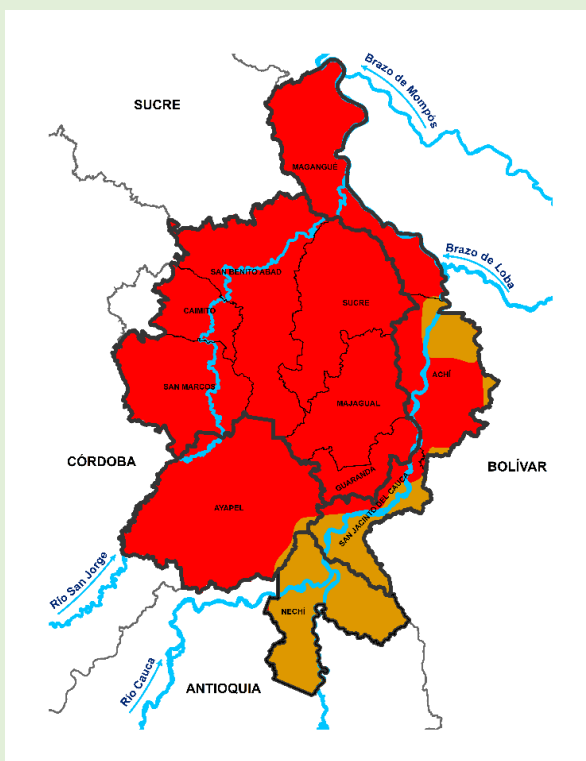 Brazo de Mompós
SUCRE
MAGANGUÉ
Brazo de Loba
SAN BENITO ABAD
SUCRE
CAIMITO
ACHÍ
SAN MARCOS
MAJAGUAL
CÓRDOBA
BOLÍVAR
GUARANDA
SAN JACINTO DEL CAUCA
AYAPEL
Río San Jorge
NECHÍ
Río Cauca
ANTIOQUIA